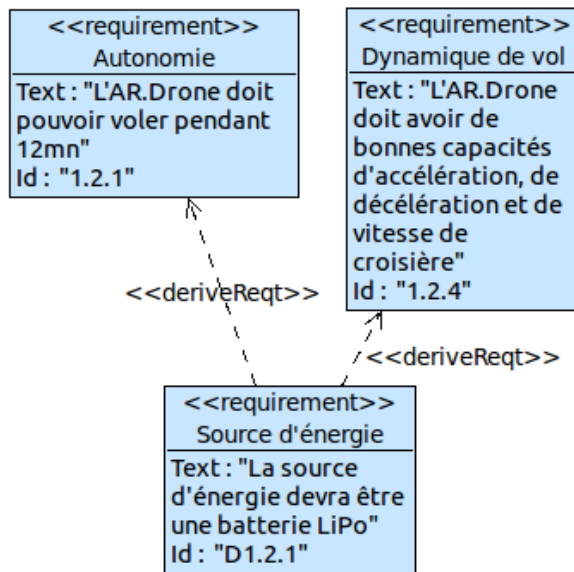 <<requirement>>
Autonomie
Text : "L'AR.Drone doit
pouvoir voler pendant
12mn"
Id : "1.2.1"
<<requirement>>
Dynamique de vol
Text : "L'AR.Drone
doit avoir de
bonnes capacités
d'accélération, de
décélération et de
vitesse de
croisière"
Id : "1.2.4"
<<deriveReqt>>
<<deriveReqt>>
<<requirement>>
Source d'énergie
Text : "La source
d'énergie devra être
une batterie LiPo"
Id : "D1.2.1"